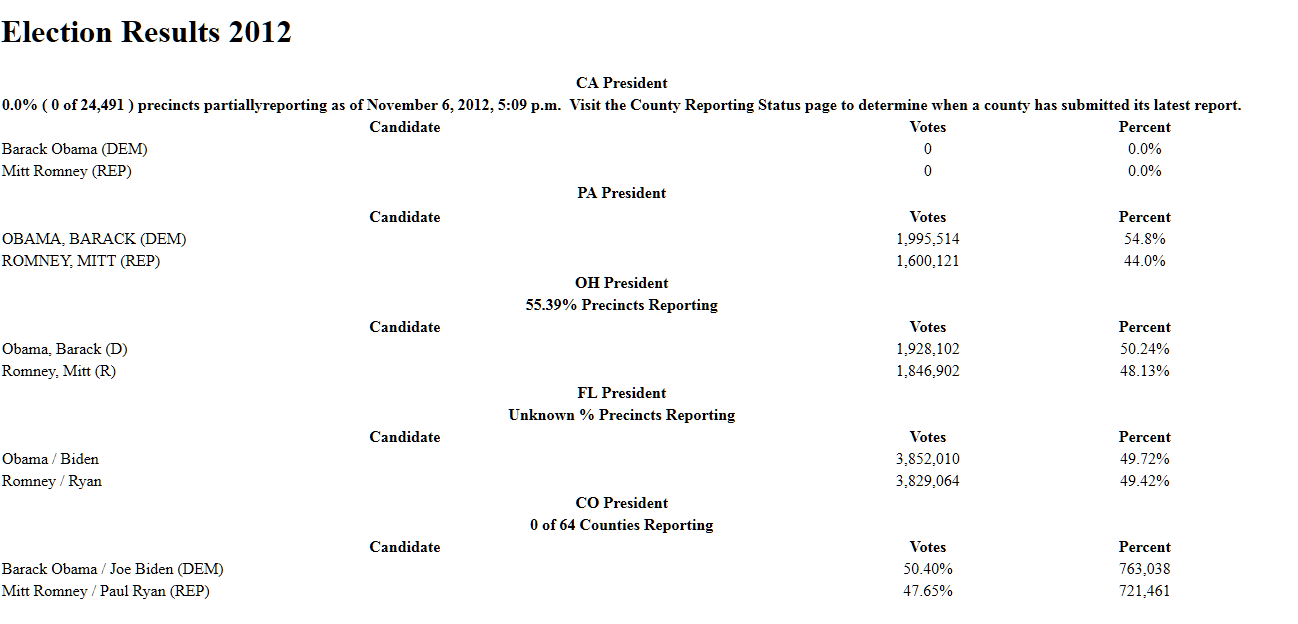 Election Results 2012
CA President
0.0% ( 0 of 24,491 ) precincts partiallyreporting as of November 6, 2012, 5:09 p.m.  Visit the County Reporting Status page to determine when a county has submitted its latest report.
Candidate Votes Percent
Barack Obama (DEM) 0 0.0%
Mitt Romney (REP) 0 0.0%
PA President
Candidate Votes Percent
OBAMA, BARACK (DEM) 1,995,514 54.8%
ROMNEY, MITT (REP) 1,600,121 44.0%
OH President
55.39% Precincts Reporting
Candidate Votes Percent
Obama, Barack (D) 1,928,102 50.24%
Romney, Mitt (R) 1,846,902 48.13%
FL President
Unknown % Precincts Reporting
Candidate Votes Percent
Obama / Biden 3,852,010 49.72%
Romney / Ryan 3,829,064 49.42%
CO President
0 of 64 Counties Reporting
Candidate Votes Percent
Barack Obama / Joe Biden (DEM) 50.40% 763,038
Mitt Romney / Paul Ryan (REP) 47.65% 721,461